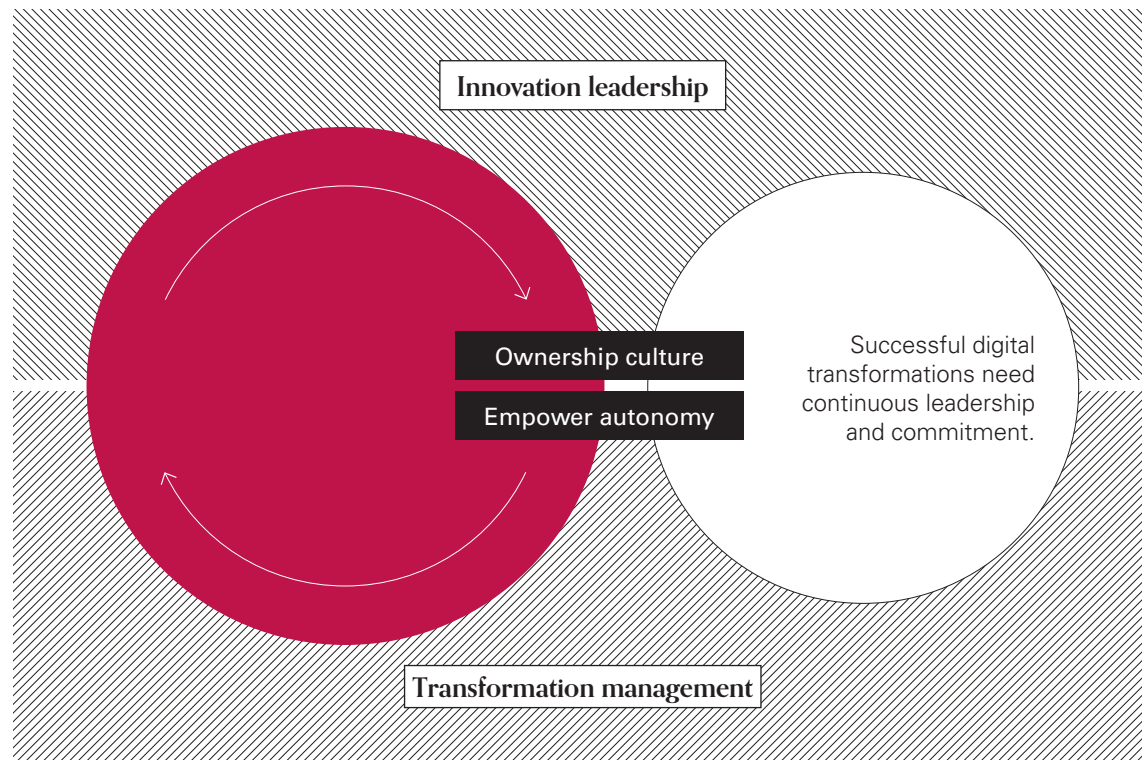 Innovation leadership
Ownership culture
Empower autonomy
Successful digital
transformations need
continuous leadership
and commitment.
Transformation management